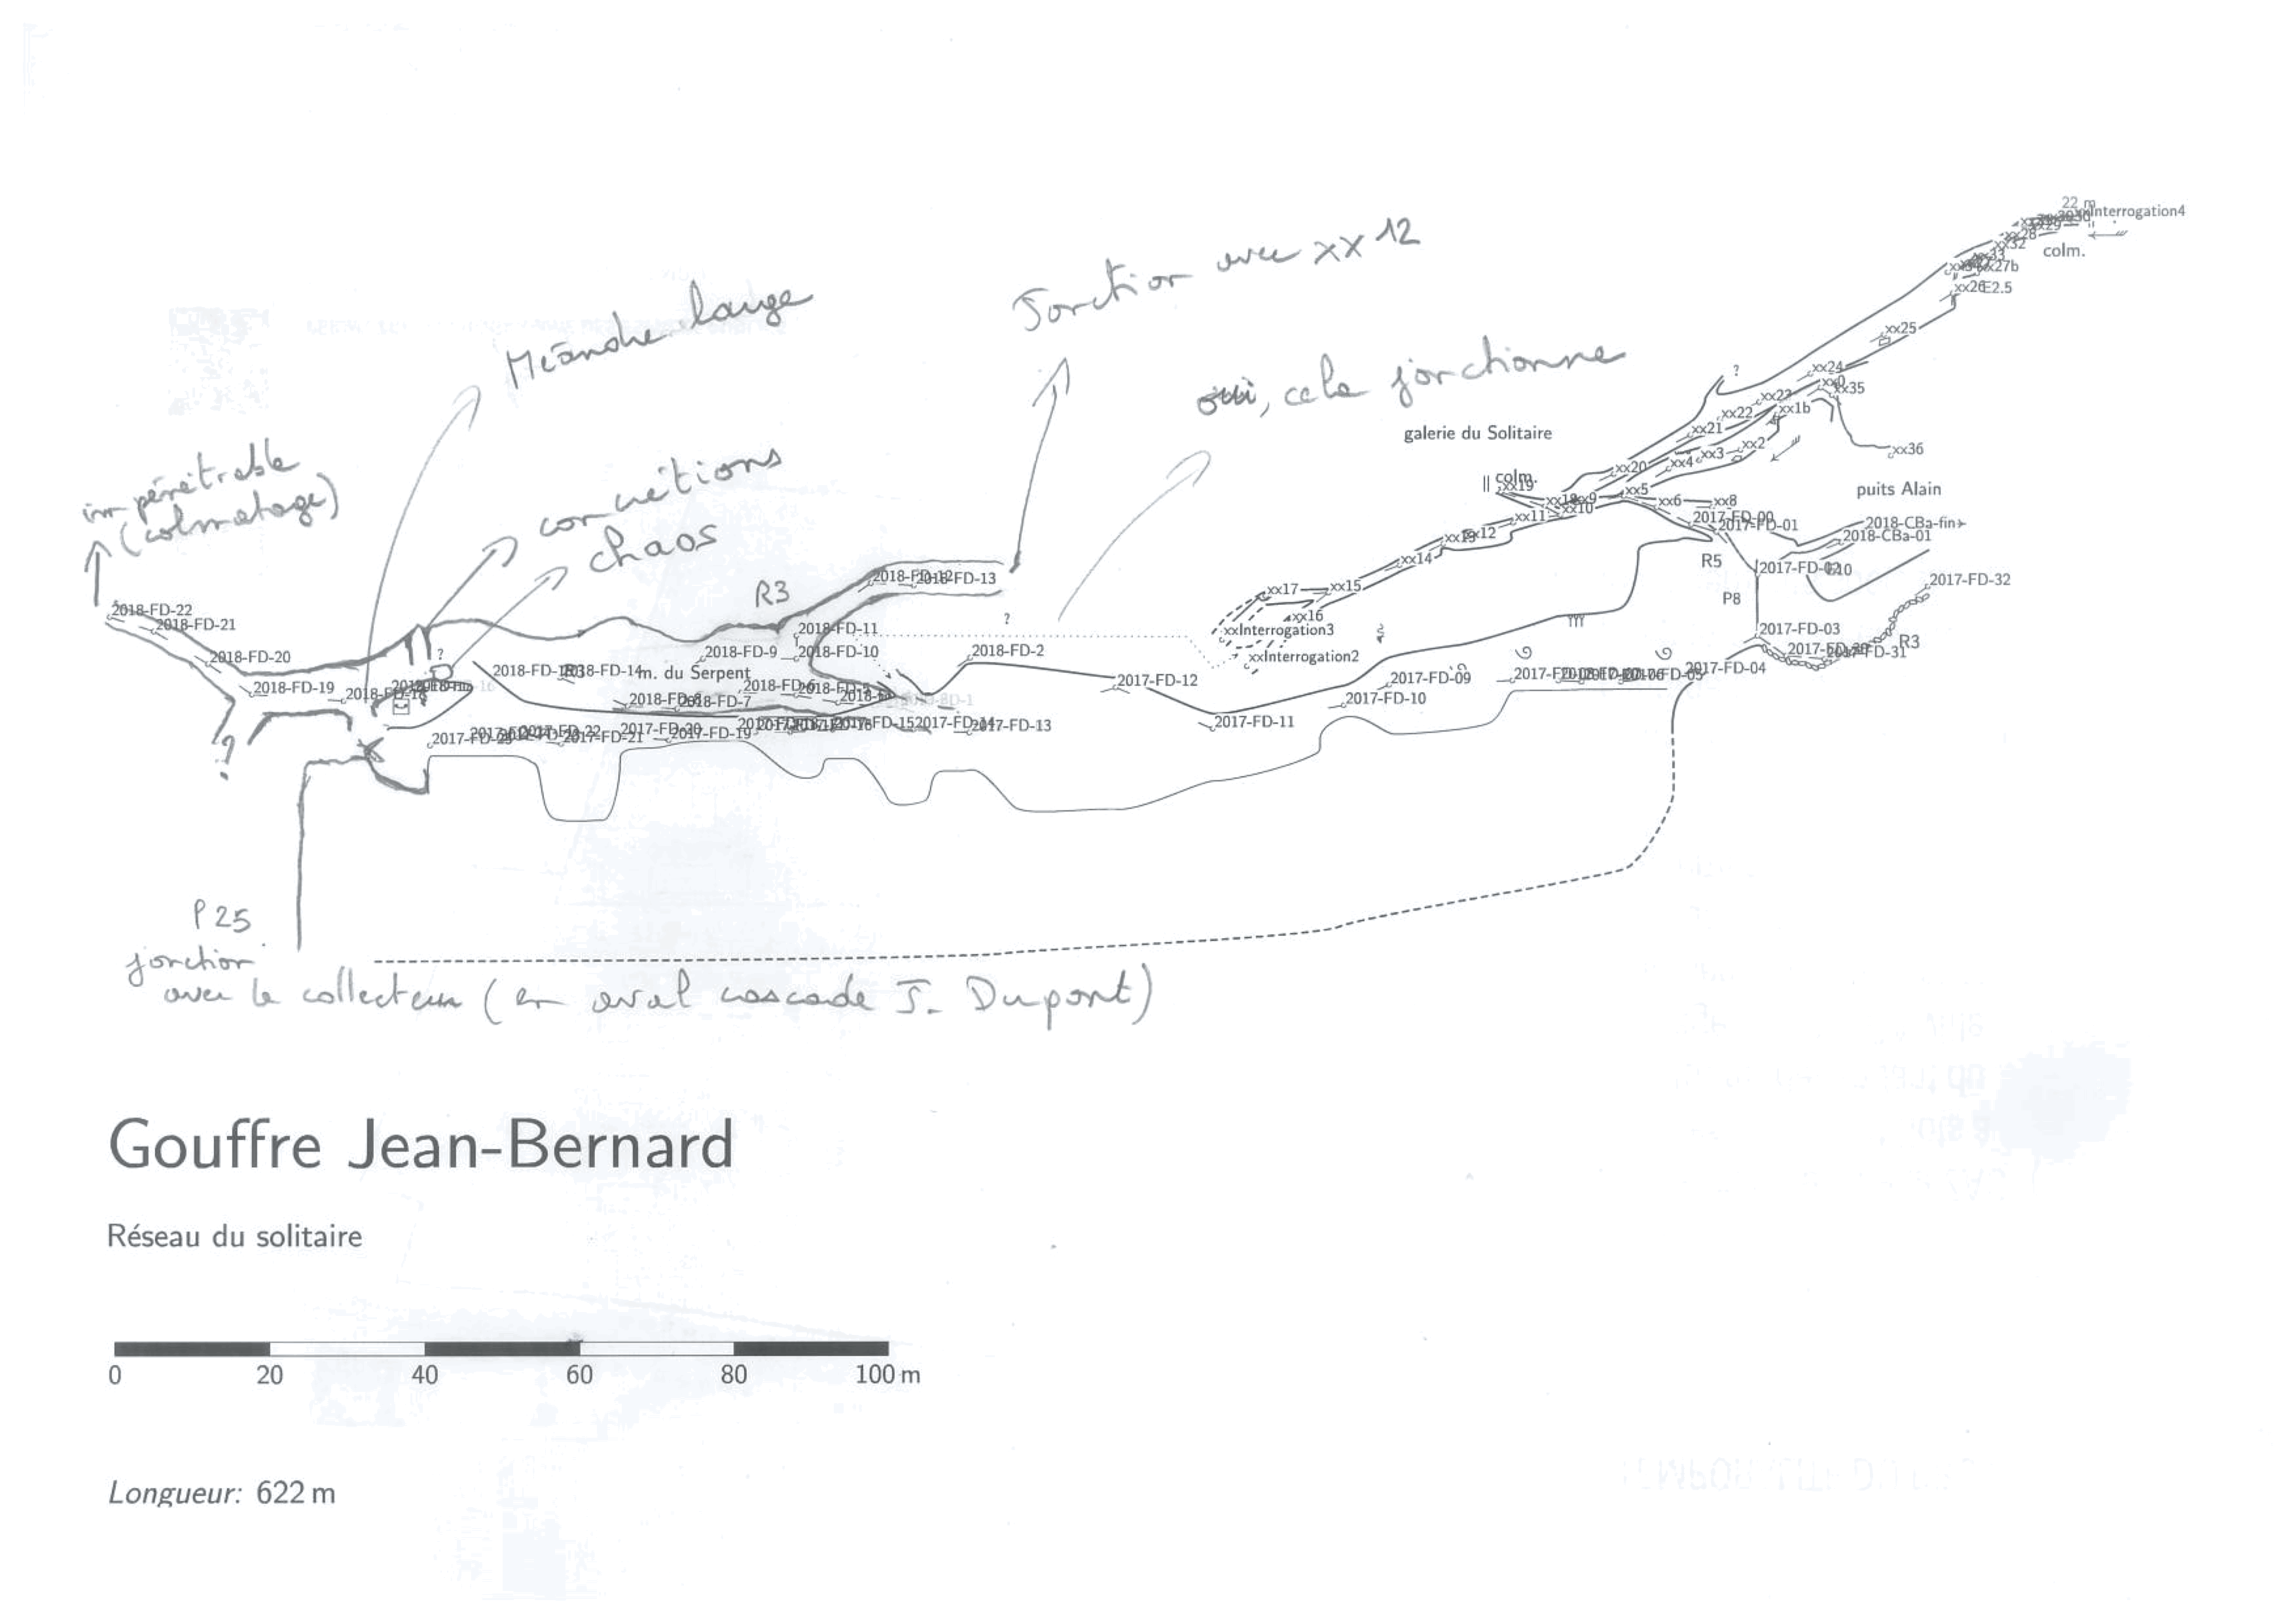 22 m
xxInterrogation4
xx29
xx28
xx32
colm.
xx33
xx27b
xx26
E2.5
Jonction avec xx12
Méandre large
xx25
oui, cela jonctionne
?
xx24
xx0
xx35
xx23
xx1b
xx22
xx21
galerie du Solitaire
xx2
xx3
xx4
xx36
xx20
impénétrable
(colmatage)
concrétions
chaos
colm.
xx19
xx18
xx9
xx5
xx10
xx6
xx8
puits Alain
xx11
2017-FD-00
2017-FD-01
2018-CBa-fin
2018-CBa-01
xx13
xx12
xx14
R5
2017-FD-02
E10
2017-FD-32
R3
2018-FD-12
2018-FD-13
xx17
xx15
P8
2018-FD-22
2018-FD-21
?
xx16
xxInterrogation3
2018-FD-11
2017-FD-03
R3
2018-FD-20
?
2018-FD-9
2018-FD-10
2018-FD-2
xxInterrogation2
2017-FD-31
2018-FD-14
m. du Serpent
2017-FD-04
2018-FD-19
2018-FD-18
2017-FD-12
2017-FD-09
2017-FD-05
2018-FD-6
2018-FD-7
2017-FD-10
2017-FD-11
2017-FD-20
2017-FD-19
2017-FD-15
2017-FD-14
2017-FD-13
2017-FD-23
2017-FD-22
2017-FD-21
?
P25
jonction
avec le collecteur (en aval cascade J. Dupont)
Gouffre Jean-Bernard
Réseau du solitaire
0 20 40 60 80 100 m
Longueur: 622 m